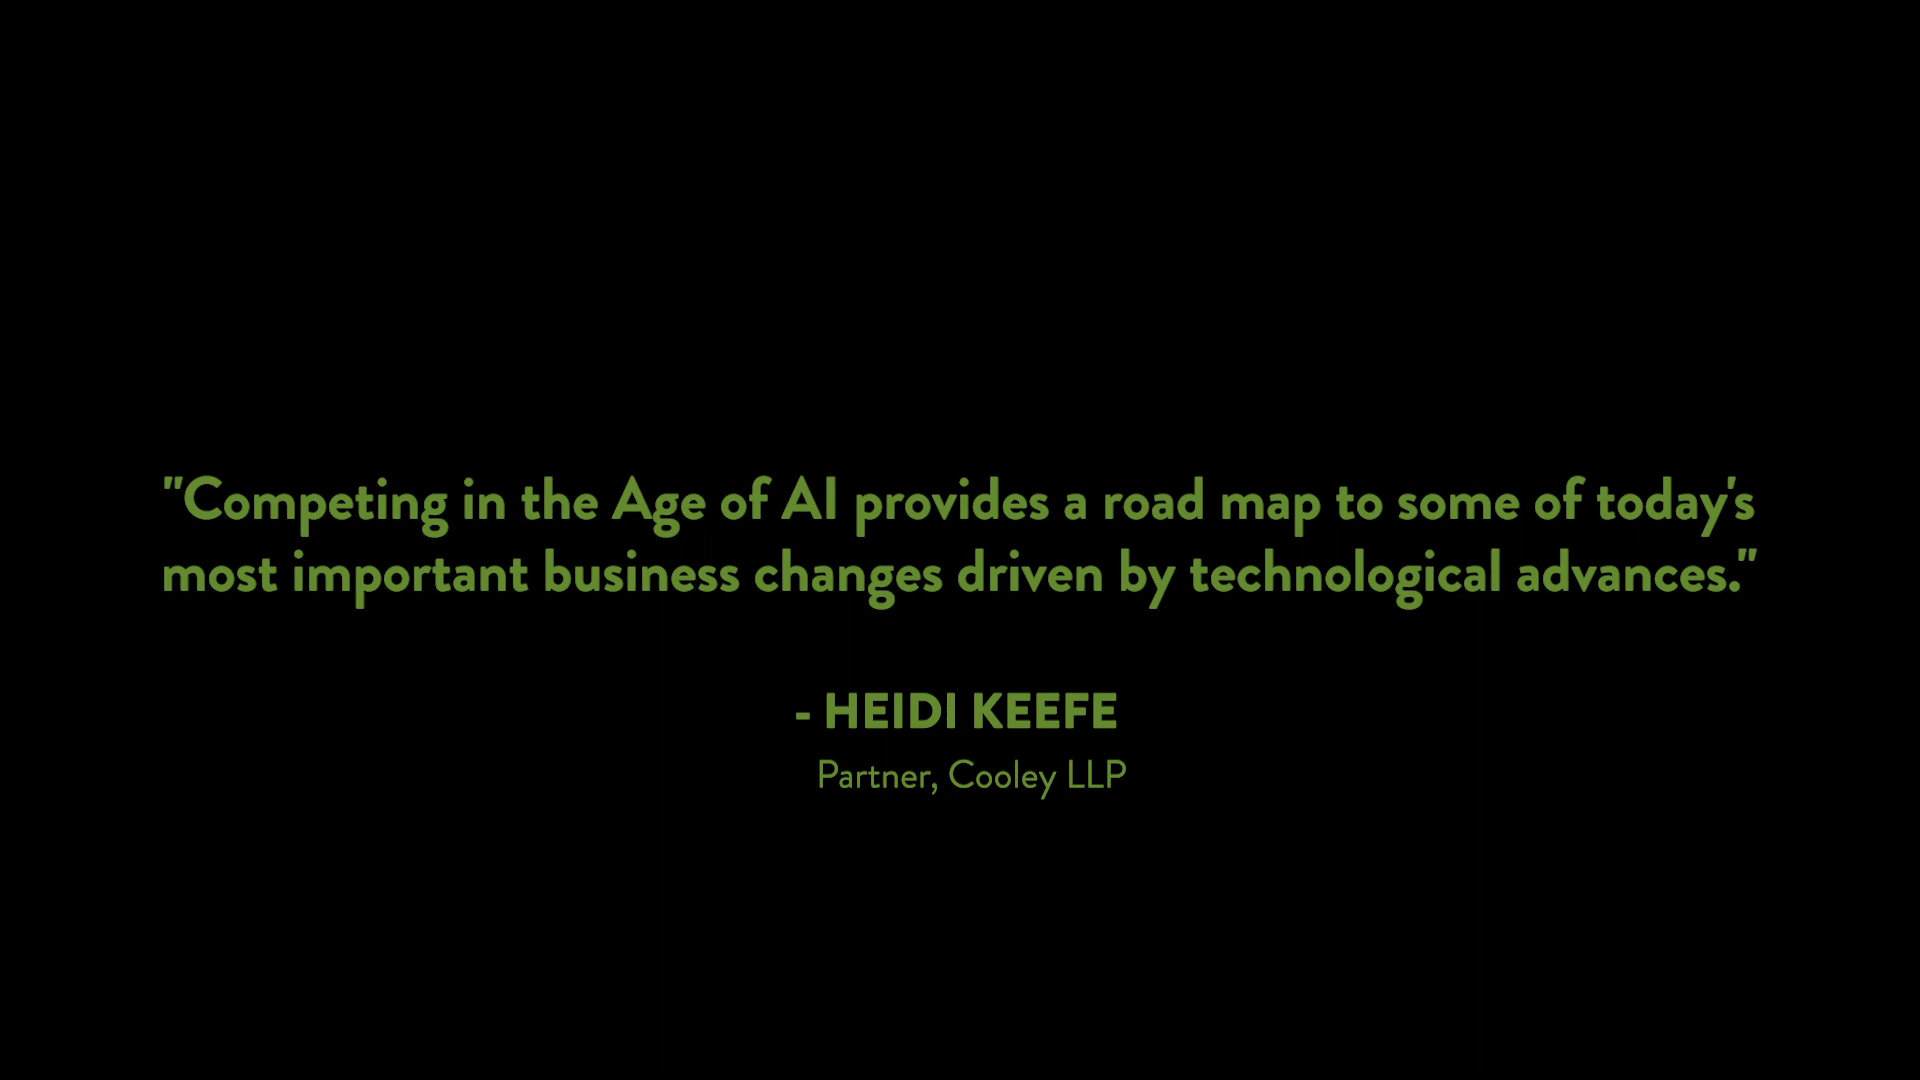 "Competing in the Age of AI provides a road map to some of today's
most important business changes driven by technological advances."
- HEIDI KEEFE
Partner, Cooley LLP